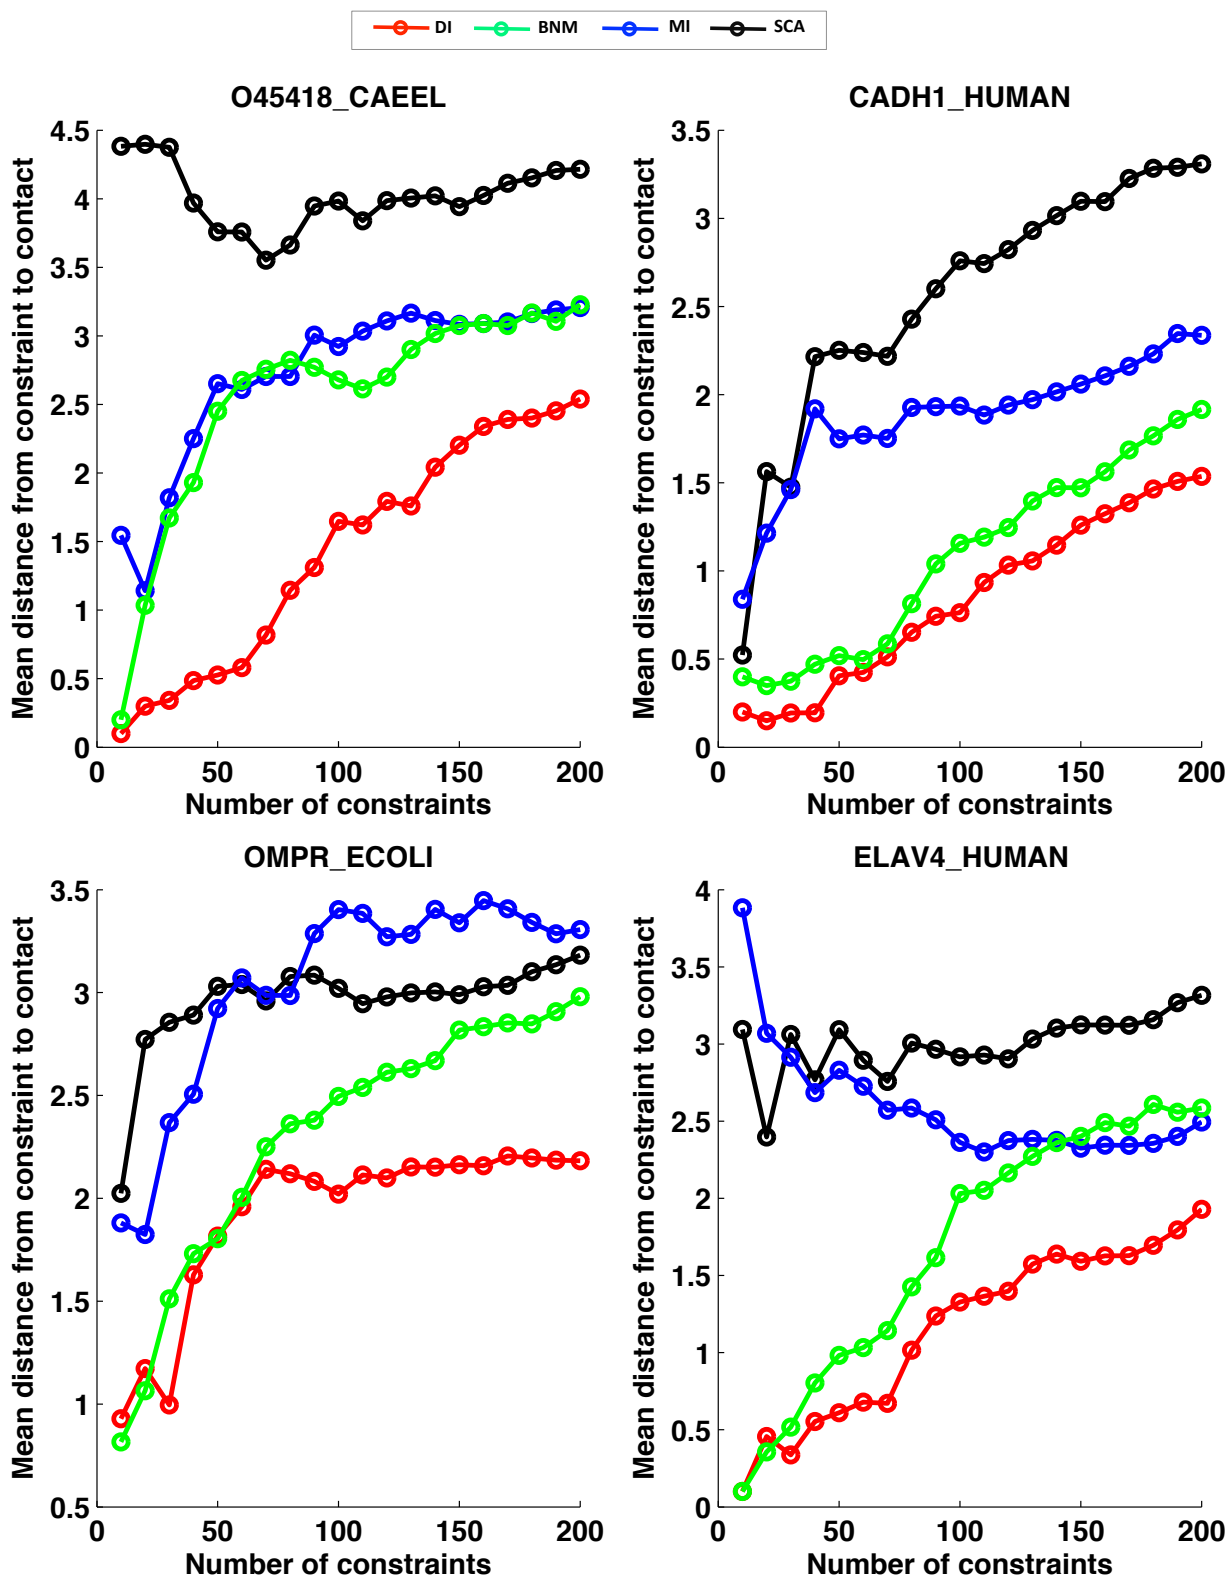 DI BNM MI SCA
O45418_CAEEL
Mean distance from constraint to contact
4.5
4
3.5
3
2.5
2
1.5
1
0.5
0
0 50 100 150 200
Number of constraints
CADH1_HUMAN
Mean distance from constraint to contact
3.5
3
2.5
2
1.5
1
0.5
0
0 50 100 150 200
Number of constraints
OMPR_ECOLI
Mean distance from constraint to contact
3.5
3
2.5
2
1.5
1
0.5
0 50 100 150 200
Number of constraints
ELAV4_HUMAN
Mean distance from constraint to contact
4
3.5
3
2.5
2
1.5
1
0.5
0
0 50 100 150 200
Number of constraints